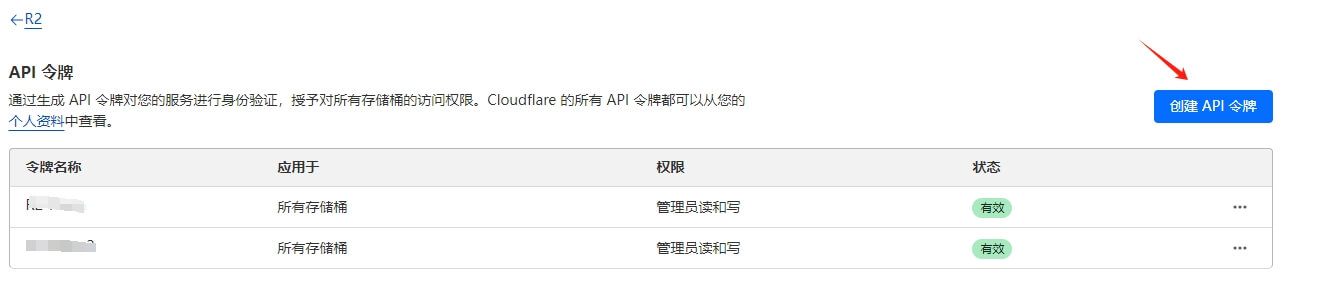 ←R2
API 令牌
通过生成 API 令牌对您的服务进行身份验证，授予对所有存储桶的访问权限。Cloudflare 的所有 API 令牌都可以从您的
个人资料中查看。
创建 API 令牌
令牌名称 应用于 权限 状态
所有存储桶 管理员读和写 有效 ···
所有存储桶 管理员读和写 有效 ···